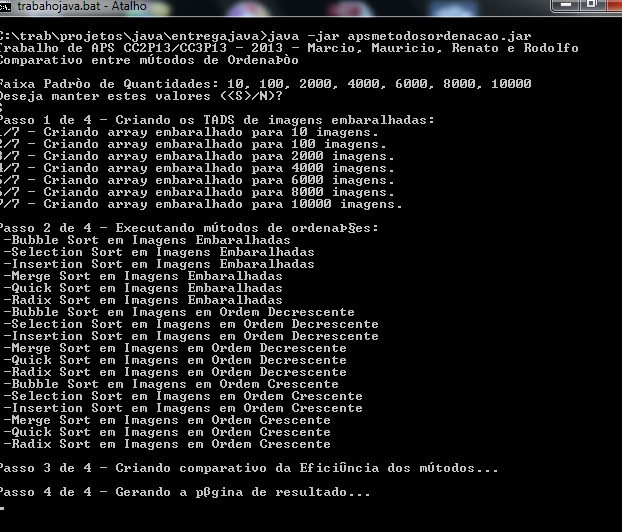 trabahojava.bat - Atalho
C:\trab\projetos\java\entregajava>java -jar apsmetodosordenacao.jar
Trabalho de APS CC2P13/CC3P13 - 2013 - Marcio, Mauricio, Renato e Rodolfo
Comparativo entre mútodos de OrdenaÞòo
Faixa Padròo de Quantidades: 10, 100, 2000, 4000, 6000, 8000, 10000
Deseja manter estes valores (<S>/N)?
S
Passo 1 de 4 - Criando os TADS de imagens embaralhadas:
1/7 - Criando array embaralhado para 10 imagens.
2/7 - Criando array embaralhado para 100 imagens.
3/7 - Criando array embaralhado para 2000 imagens.
4/7 - Criando array embaralhado para 4000 imagens.
5/7 - Criando array embaralhado para 6000 imagens.
6/7 - Criando array embaralhado para 8000 imagens.
7/7 - Criando array embaralhado para 10000 imagens.
Passo 2 de 4 - Executando mútodos de ordenaÞ§es:
-Bubble Sort em Imagens Embaralhadas
-Selection Sort em Imagens Embaralhadas
-Insertion Sort em Imagens Embaralhadas
-Merge Sort em Imagens Embaralhadas
-Quick Sort em Imagens Embaralhadas
-Radix Sort em Imagens Embaralhadas
-Bubble Sort em Imagens em Ordem Decrescente
-Selection Sort em Imagens em Ordem Decrescente
-Insertion Sort em Imagens em Ordem Decrescente
-Merge Sort em Imagens em Ordem Decrescente
-Quick Sort em Imagens em Ordem Decrescente
-Radix Sort em Imagens em Ordem Decrescente
-Bubble Sort em Imagens em Ordem Crescente
-Selection Sort em Imagens em Ordem Crescente
-Insertion Sort em Imagens em Ordem Crescente
-Merge Sort em Imagens em Ordem Crescente
-Quick Sort em Imagens em Ordem Crescente
-Radix Sort em Imagens em Ordem Crescente
Passo 3 de 4 - Criando comparativo da EficiÛncia dos mútodos...
Passo 4 de 4 - Gerando a pßgina de resultado...